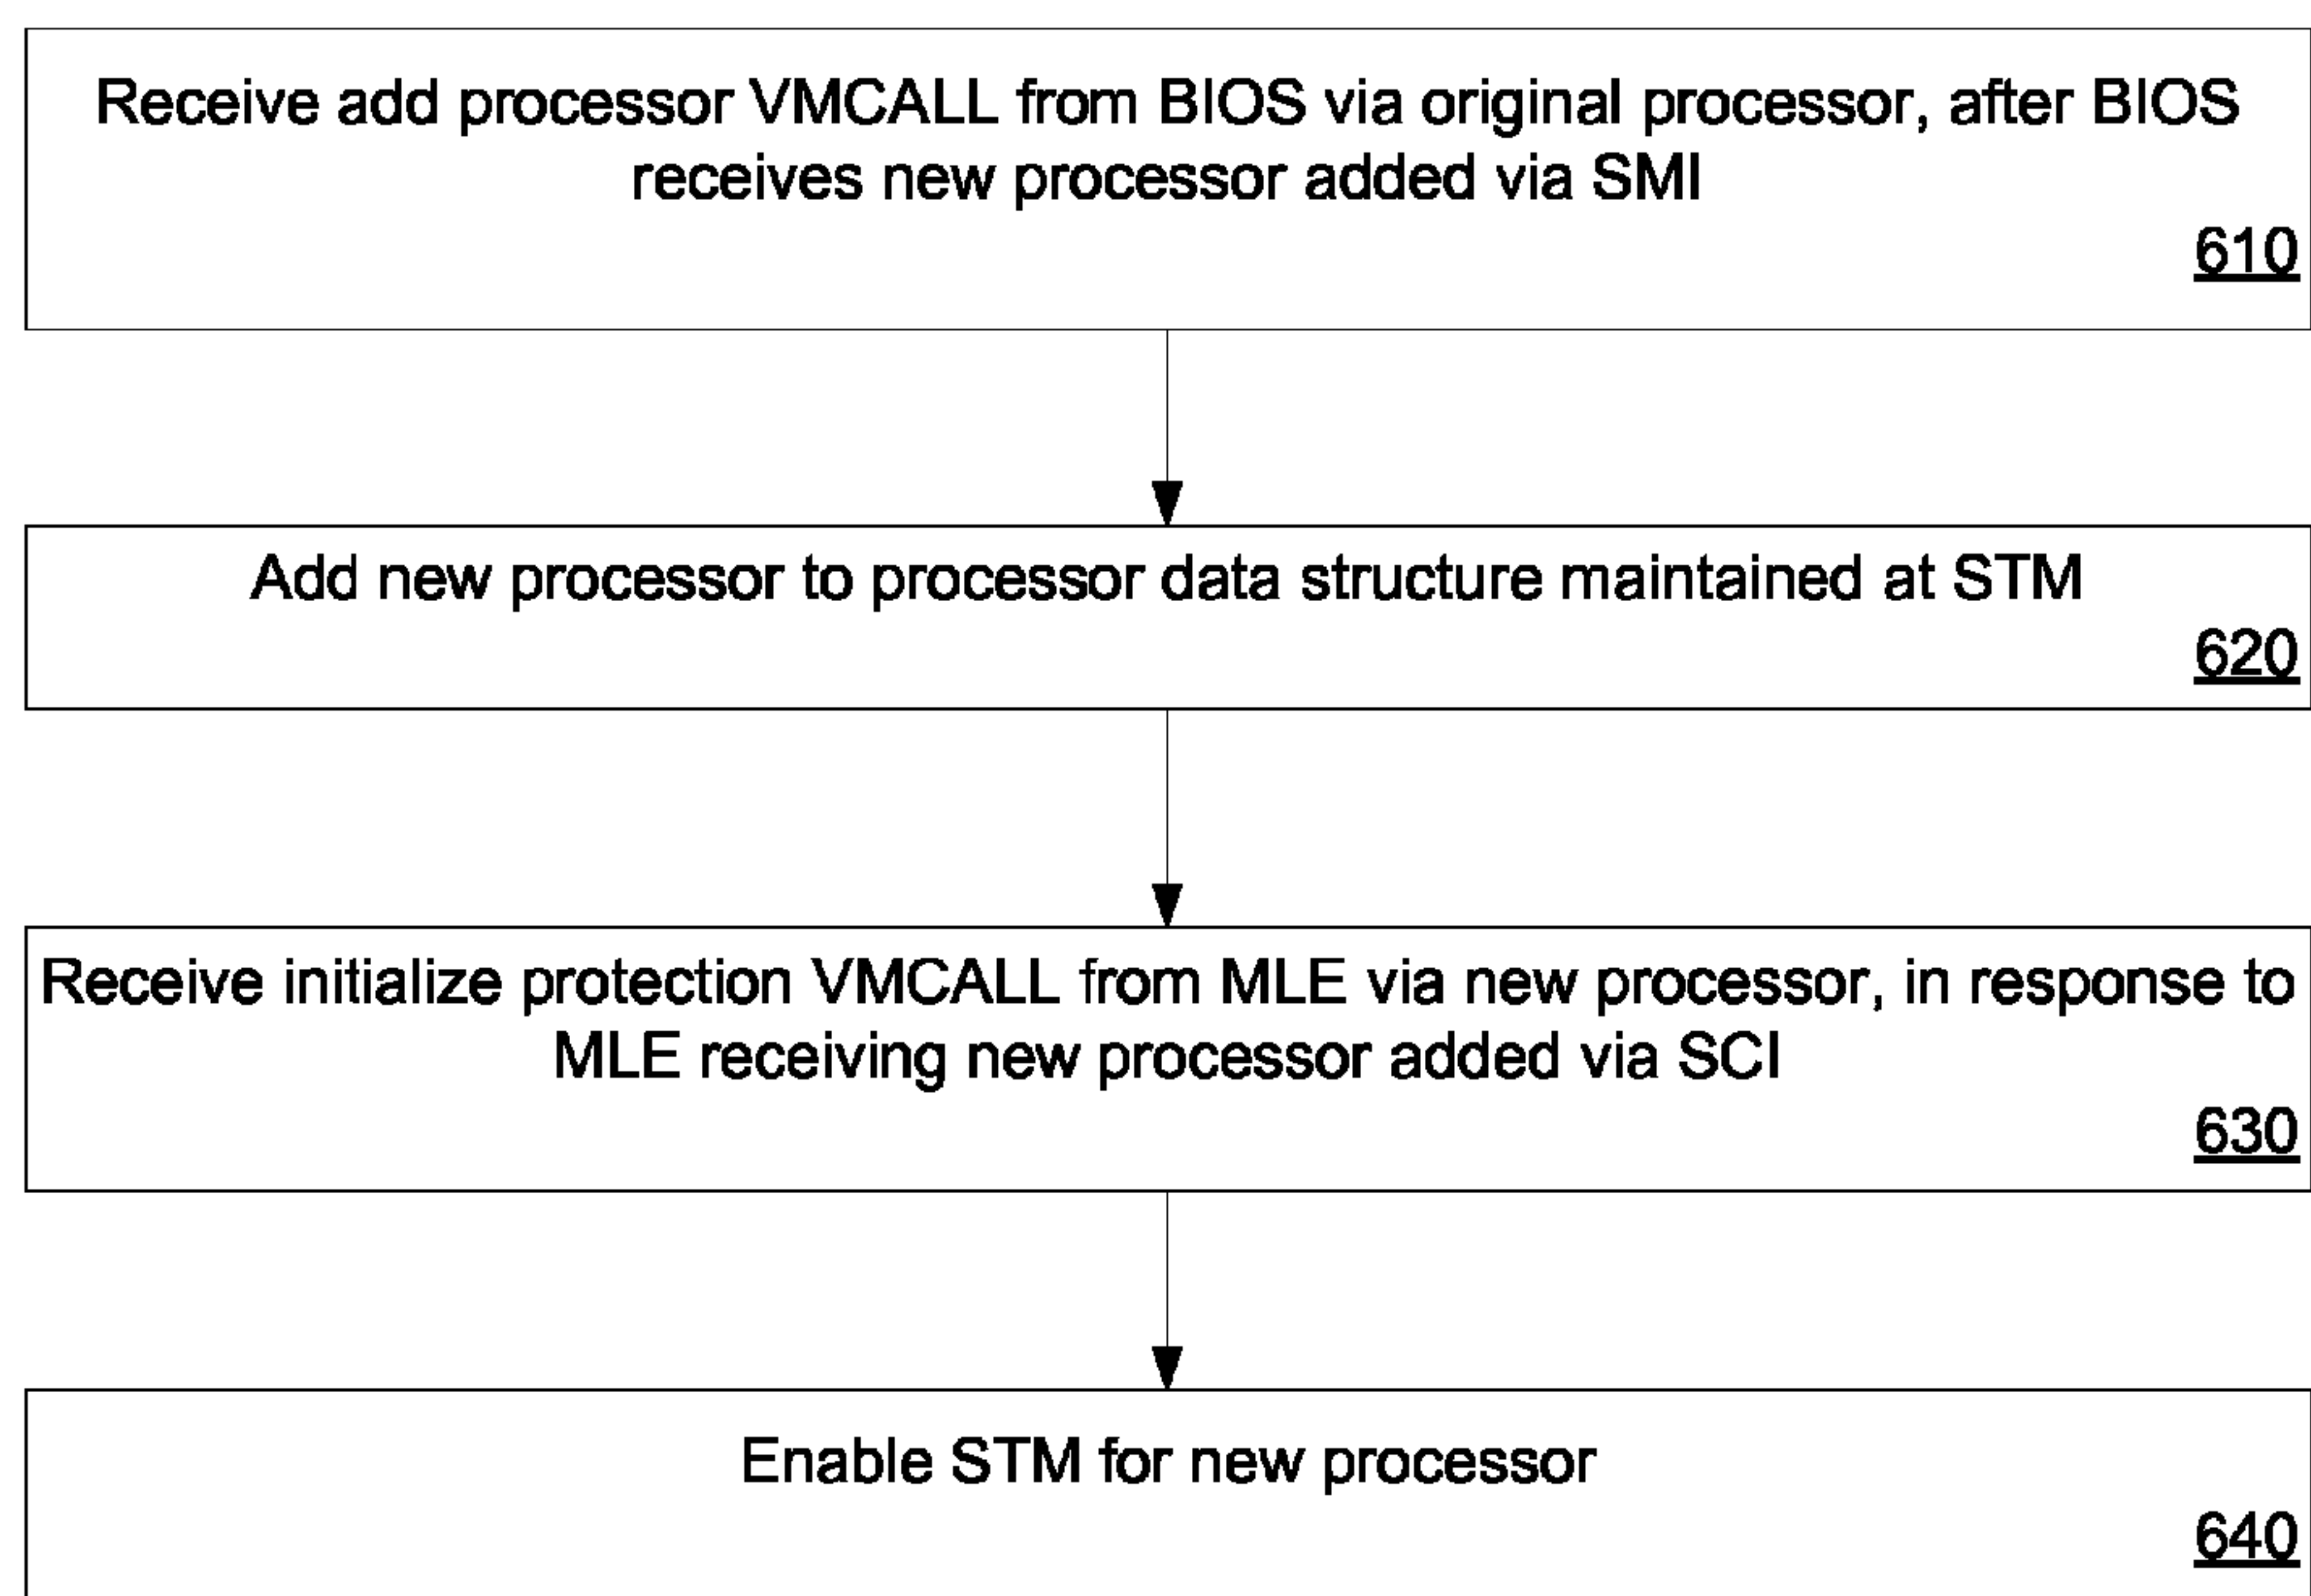 Receive add processor VMCALL from BIOS via original processor, after BIOS
receives new processor added via SMI
610
Add new processor to processor data structure maintained at STM
620
Receive initialize protection VMCALL from MLE via new processor, in response to
MLE receiving new processor added via SCI
630
Enable STM for new processor
640